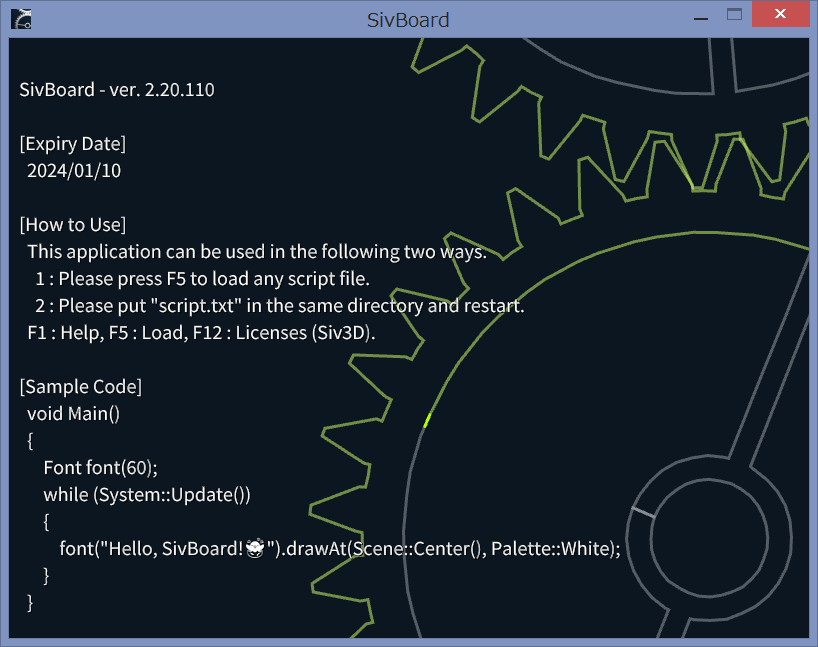 SivBoard
SivBoard - ver. 2.20.110
[Expiry Date]
2024/01/10
[How to Use]
This application can be used in the following two ways.
1 : Please press F5 to load any script file.
2 : Please put "script.txt" in the same directory and restart.
F1 : Help, F5 : Load, F12 : Licenses (Siv3D).
[Sample Code]
void Main()
{
Font font(60);
while (System::Update())
{
font("Hello, SivBoard!").drawAt(Scene::Center(), Palette::White);
}
}